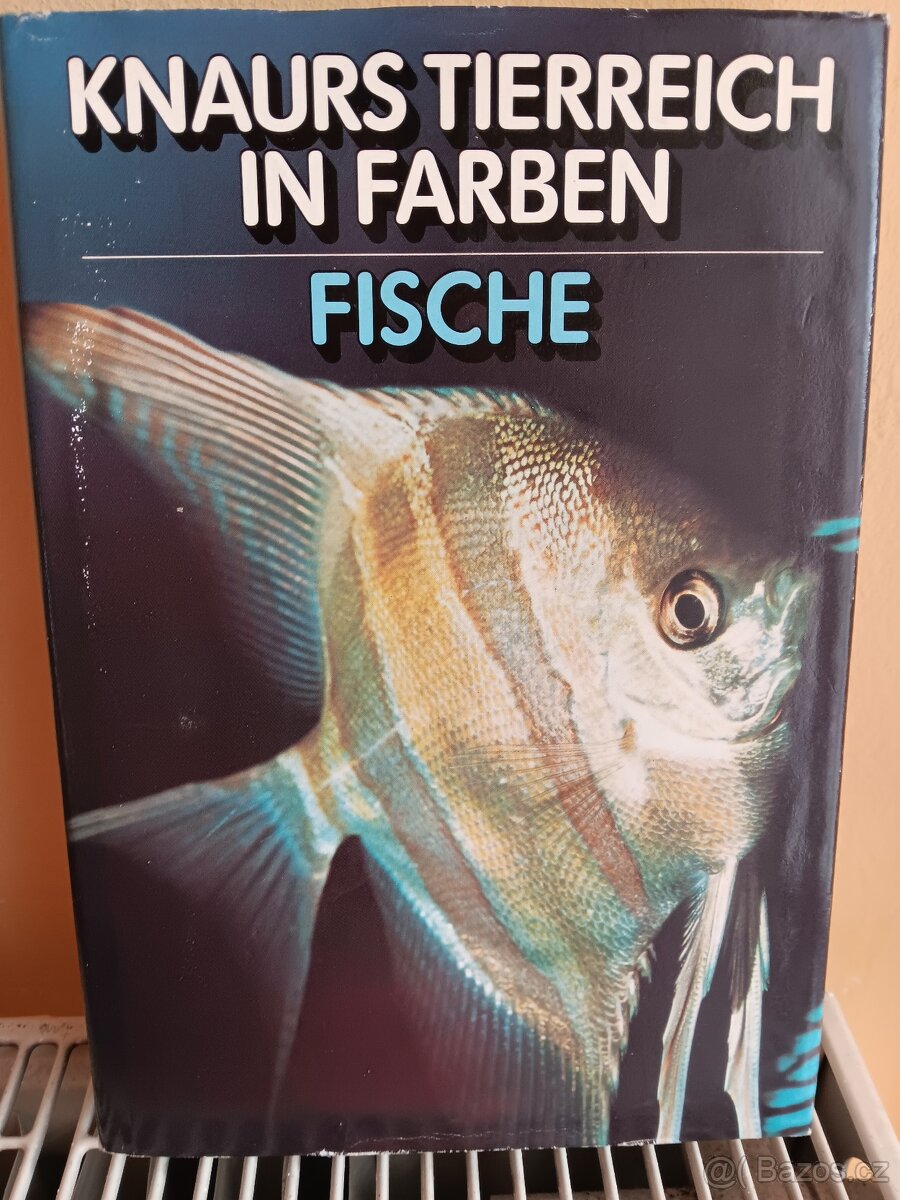 KNAURS TIERREICH
IN FARBEN
FISCHE
@( Bazos.cz